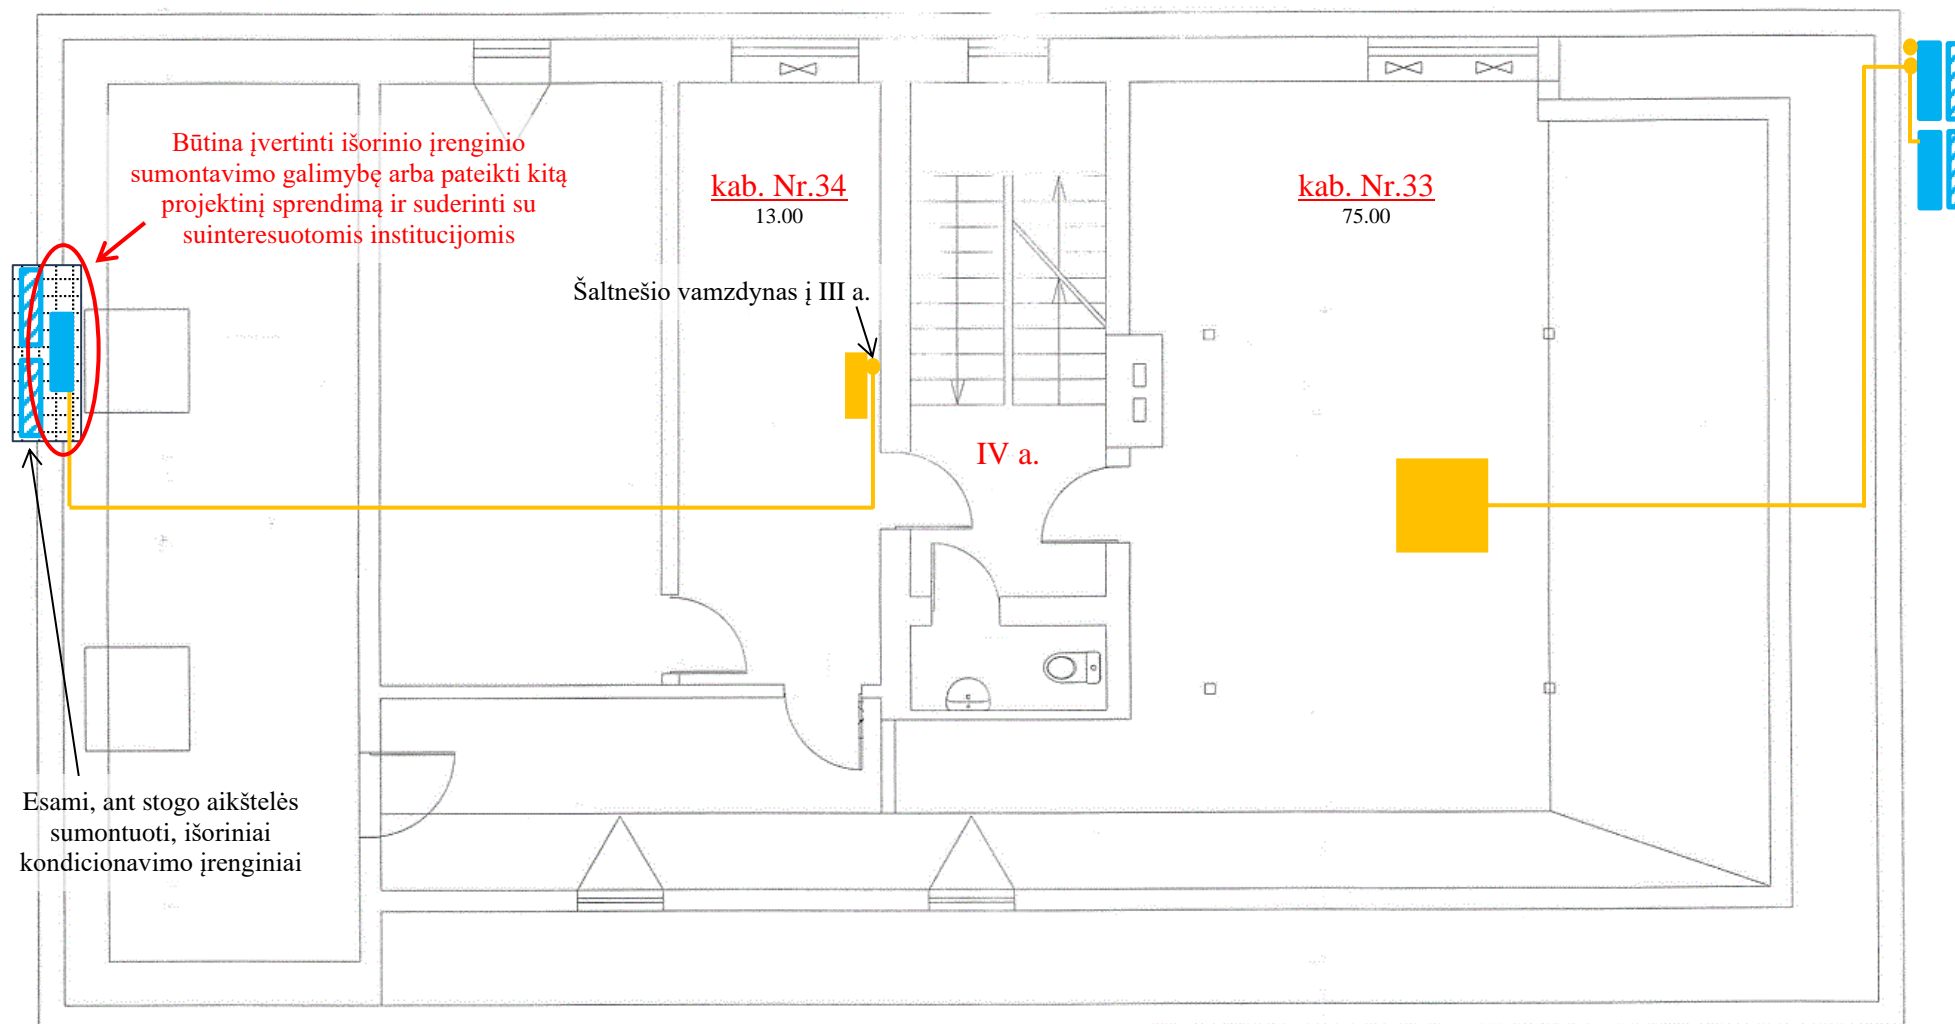 Būtina įvertinti išorinio įrenginio
sumontavimo galimybę arba pateikti kitą
projektinį sprendimą ir suderinti su
suinteresuotomis institucijomis
kab. Nr.34
13.00
kab. Nr.33
75.00
Šaltnešio vamzdynas į III a.
IV a.
Esami, ant stogo aikštelės
sumontuoti, išoriniai
kondicionavimo įrenginiai